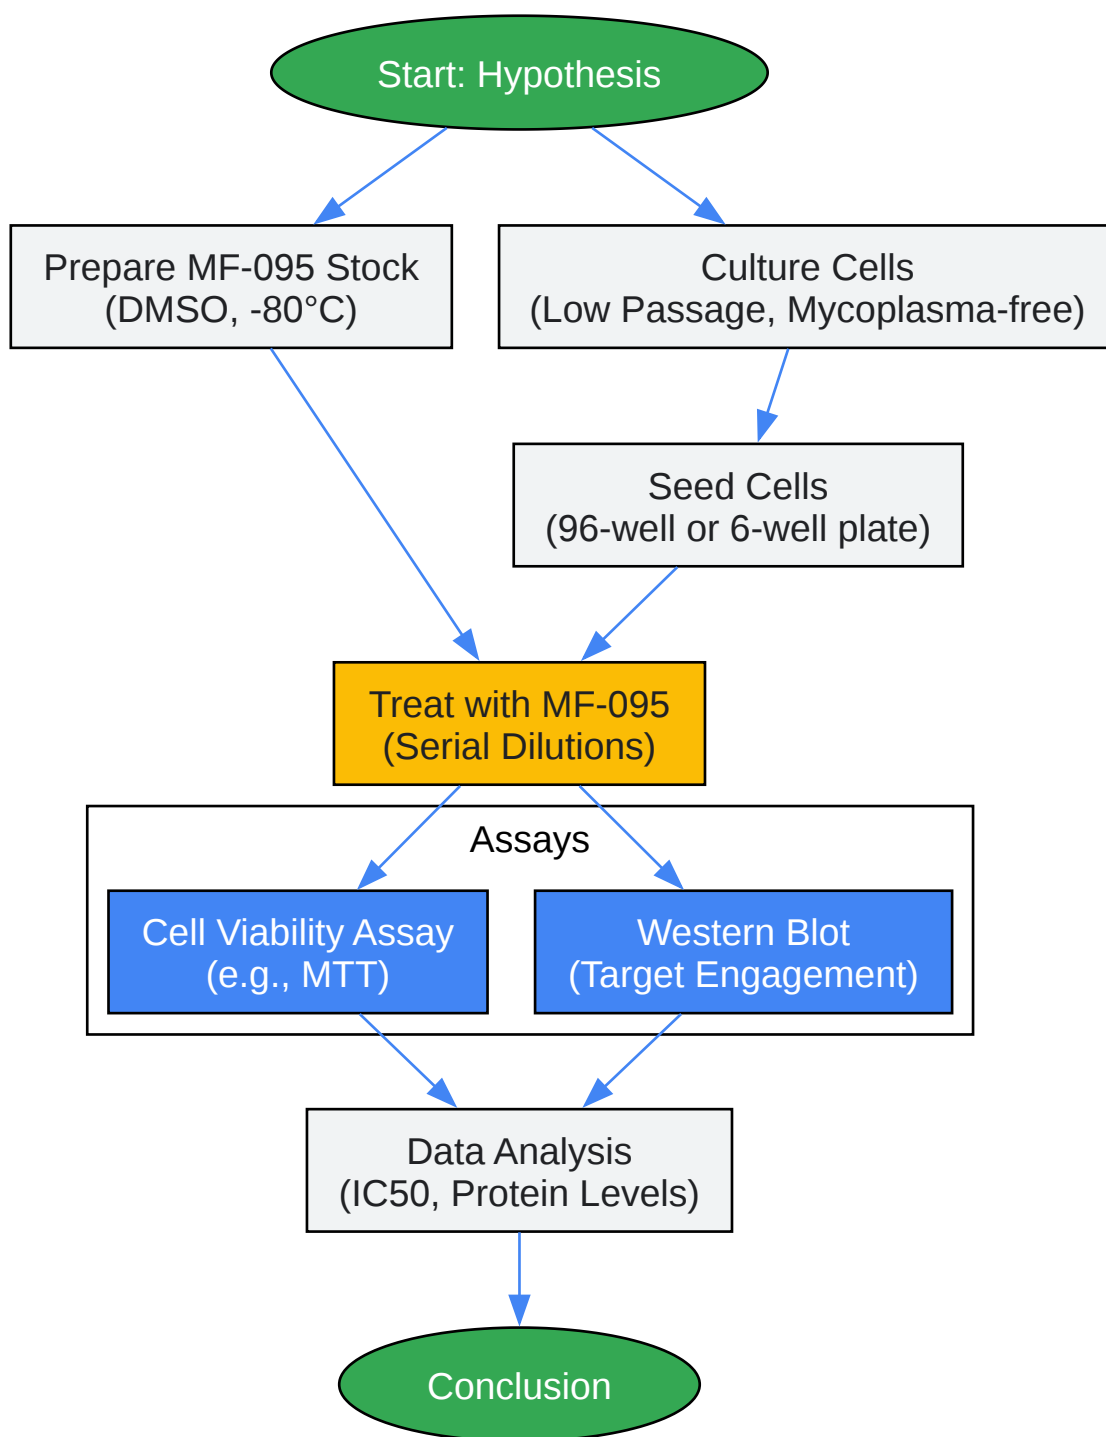 Start: Hypothesis
Prepare MF-095 Stock
(DMSO, -80°C)
Culture Cells
(Low Passage, Mycoplasma-free)
Seed Cells
(96-well or 6-well plate)
Treat with MF-095
(Serial Dilutions)
Assays
Cell Viability Assay
(e.g., MTT)
Western Blot
(Target Engagement)
Data Analysis
(IC50, Protein Levels)
Conclusion